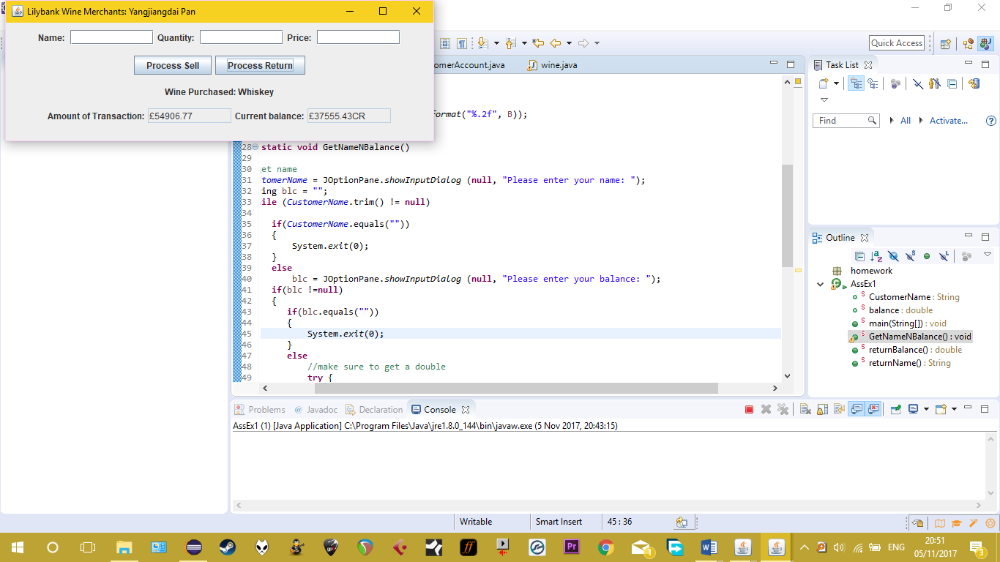 Lilybank Wine Merchants: Yangjiangdai Pan
Name: Quantity: Price:
Process Sell Process Return
Wine Purchased: Whiskey
Amount of Transaction: £54906.77 Current balance: £37555.43CR
Quick Access
omerAccount.java wine.java
Format("%.2f", B));
28 static void GetNameNBalance()
29
30 et name
31 tomerName = JOptionPane.showInputDialog (null, "Please enter your name: ");
32 ing blc = "";
33 ile (CustomerName.trim() != null)
34
35 if(CustomerName.equals(""))
36 {
37 System.exit(0);
38 }
39 else
40 blc = JOptionPane.showInputDialog (null, "Please enter your balance: ");
41 if(blc !=null)
42 {
43 if(blc.equals(""))
44 {
45 System.exit(0);
46 }
47 else
48 //make sure to get a double
49 try {
Task List
Find All Activate...
Outline
homework
AssEx1
CustomerName : String
balance : double
main(String[]) : void
GetNameNBalance() : void
returnBalance() : double
returnName() : String
Problems @ Javadoc Declaration Console
AssEx1 (1) [Java Application] C:\Program Files\Java\jre1.8.0_144\bin\javaw.exe (5 Nov 2017, 20:43:15)
Writable Smart Insert 45 : 36
ENG 20:51
05/11/2017